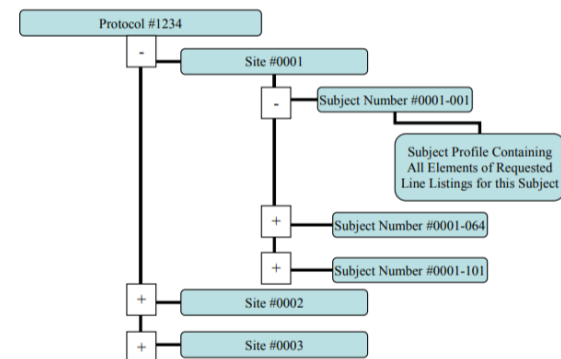 Protocol #1234
-
Site #0001
-
Subject Number #0001-001
Subject Profile Containing
All Elements of Requested
Line Listings for this Subject
+
Subject Number #0001-064
+
Subject Number #0001-101
+
Site #0002
+
Site #0003